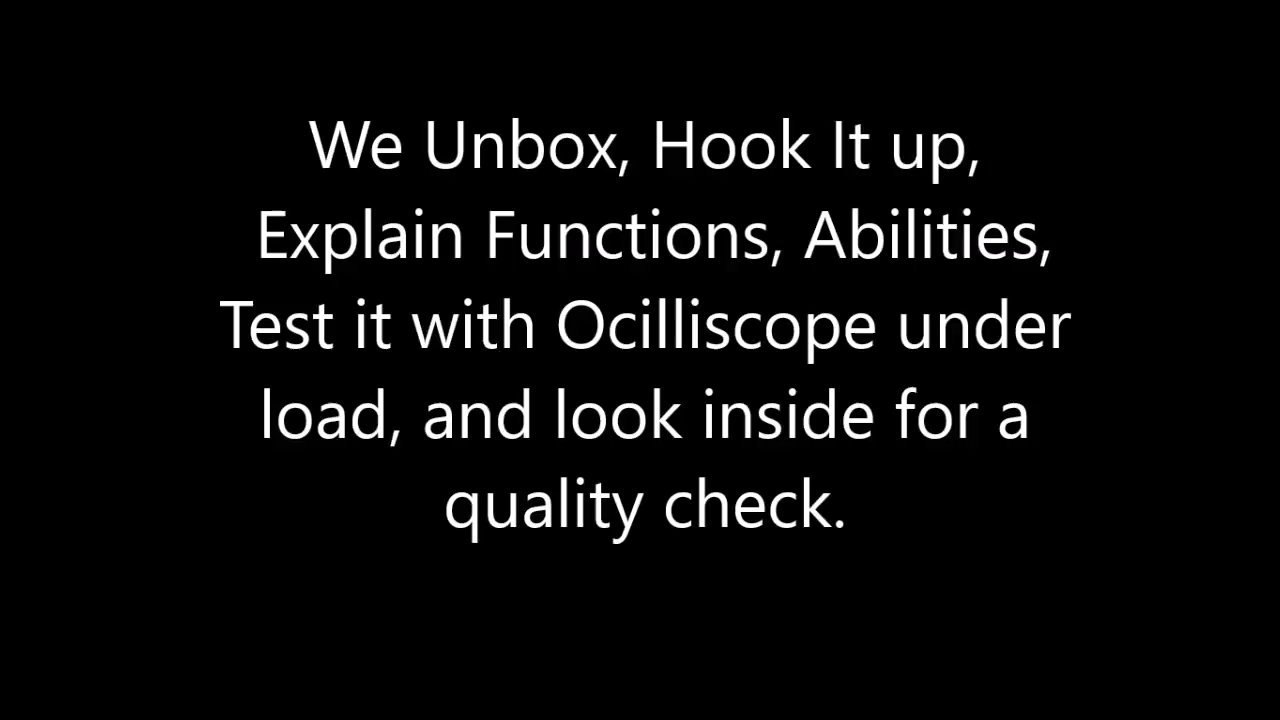 We Unbox, Hook It up,
Explain Functions, Abilities,
Test it with Ocilliscope under
load, and look inside for a
quality check.